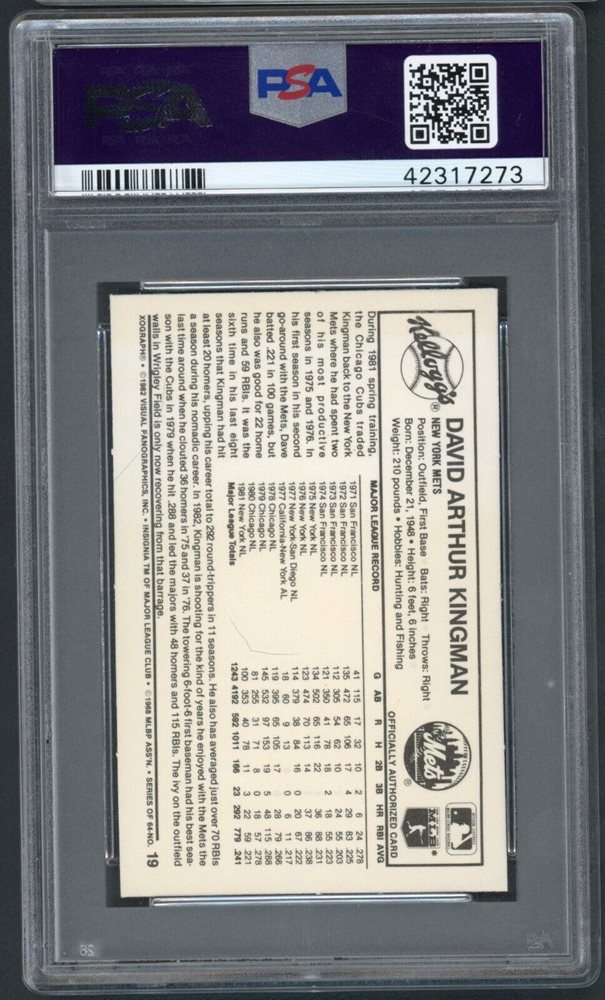 PSA
PSA
42317273
Kellogg's®
DAVID ARTHUR KINGMAN
NEW YORK METS
Position: Outfield, First Base Bats: Right Throws: Right
Born: December 21, 1948 • Height: 6 feet, 6 inches
Weight: 210 pounds • Hobbies: Hunting and Fishing
Mets
®
MLB
OFFICIALLY AUTHORIZED CARD
During 1981 spring training,
the Chicago Cubs traded
Kingman back to the New York
Mets where he had spent two
of his most productive
seasons in 1975 and 1976. In
his first season in his second
go-around with the Mets, Dave
batted .221 in 100 games, but
he also was good for 22 home
runs and 59 RBIs. It was the
sixth time in his last eight
seasons that Kingman had hit
at least 20 homers, upping his career total to 292 round-trippers in 11 seasons. He also has averaged just over 70 RBIs
a season during his nomadic career. In 1982, Kingman is shooting for the kind of years he enjoyed with the Mets the
last time around when he clouted 36 homers in '75 and 37 in '76. The towering 6-foot-6 first baseman had his best sea-
son with the Cubs in 1979 when he hit .288 and led the majors with 48 homers and 115 RBIs. The ivy on the outfield
walls in Wrigley Field is only now recovering from that barrage.
MAJOR LEAGUE RECORD G AB R H 2B 3B HR RBI AVG
1971 San Francisco NL 41 115 17 32 10 2 6 24 .278
1972 San Francisco NL 135 472 65 106 17 4 29 83 .225
1973 San Francisco NL 112 305 54 62 10 1 24 55 .203
1974 San Francisco NL 121 350 41 78 18 2 18 55 .223
1975 New York NL 134 502 65 116 22 1 36 88 .231
1976 New York NL 123 474 70 113 14 1 37 86 .238
1977 New York-San Diego NL 114 379 38 84 16 0 20 67 .222
1977 California-New York AL 18 60 9 13 0 6 11 .217
1978 Chicago NL 119 395 65 105 17 28 79 .266
1979 Chicago NL 145 532 97 153 19 5 48 115 .288
1980 Chicago NL 81 255 31 71 8 0 18 57 .278
1981 New York NL 100 353 40 78 11 3 22 59 .221
Major League Totals 1243 4192 592 1011 166 23 292 779 .241
XOGRAPH® • ©1982 VISUAL PANOGRAPHICS, INC. • INSIGNIA TM OF MAJOR LEAGUE CLUB • ©1968 MLBP ASS'N. • SERIES OF 64-NO. 19